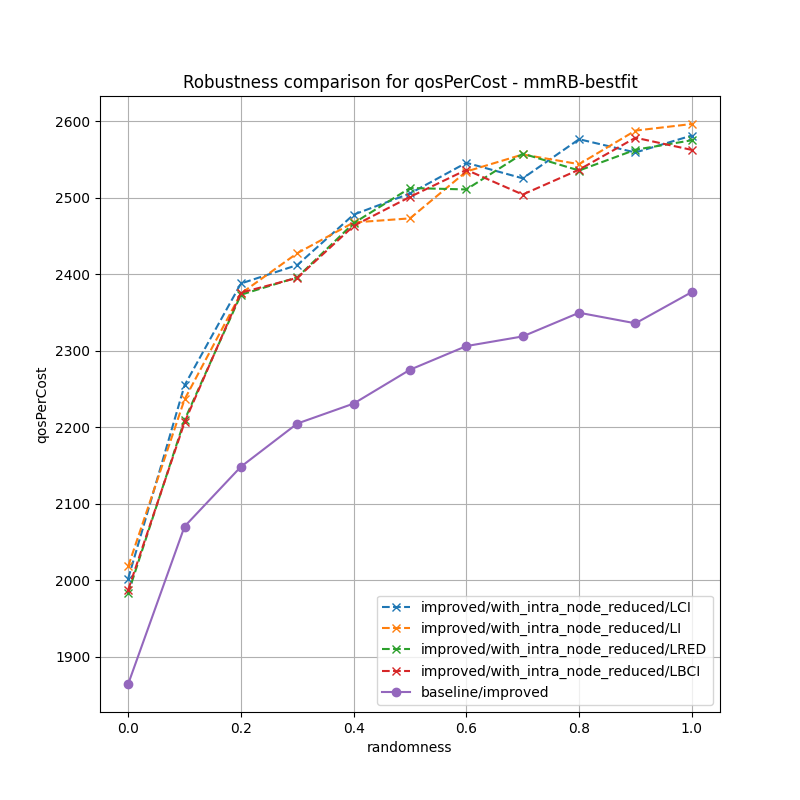 Robustness comparison for qosPerCost - mmRB-bestfit
2600
2500
2400
2300
2200
2100
2000
1900
qosPerCost
improved/with_intra_node_reduced/LCI
improved/with_intra_node_reduced/LI
improved/with_intra_node_reduced/LRED
improved/with_intra_node_reduced/LBCI
baseline/improved
0.0 0.2 0.4 0.6 0.8 1.0
randomness